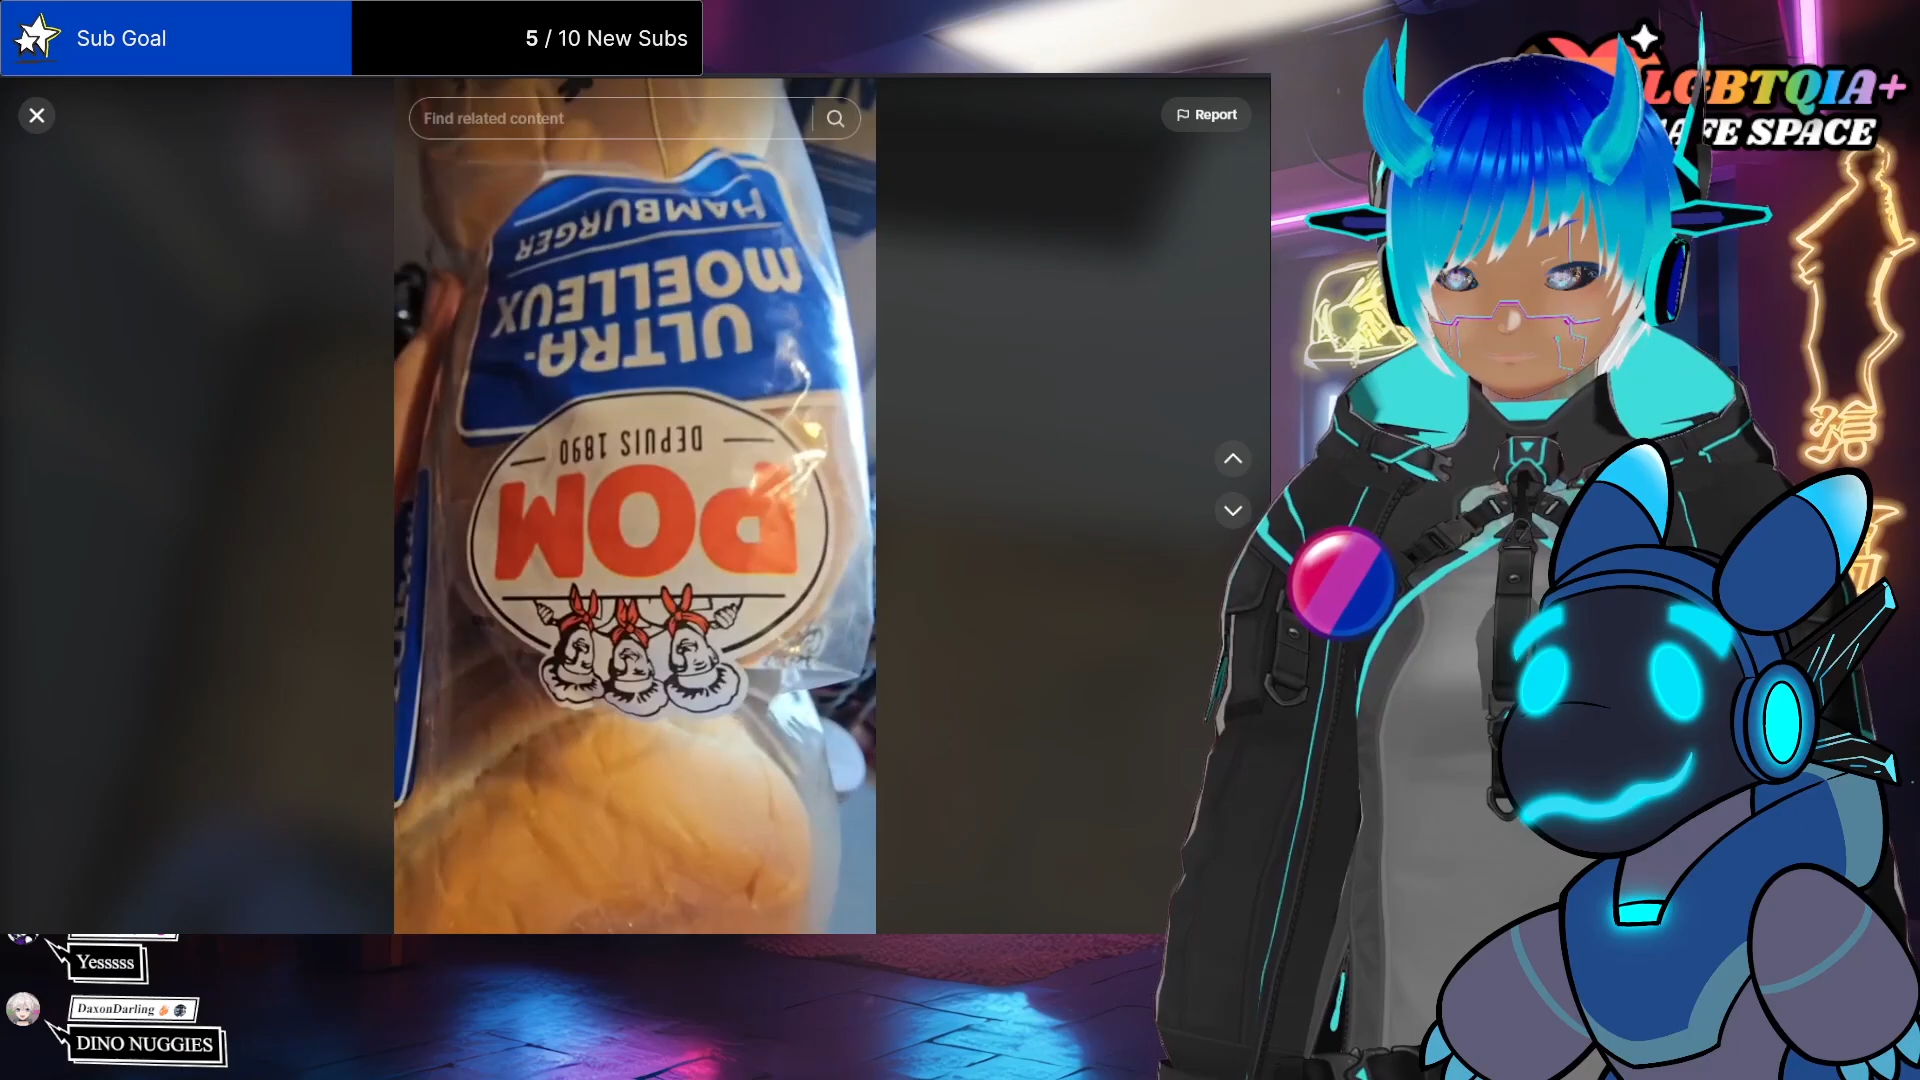 Sub Goal
5 / 10 New Subs
Find related content
Report
LGBTQIA+
SAFE SPACE
HAMBURGER
MOELLEUX
ULTRA-
DEPUIS 1890
POM
Yesssss
DaxonDarling
DINO NUGGIES